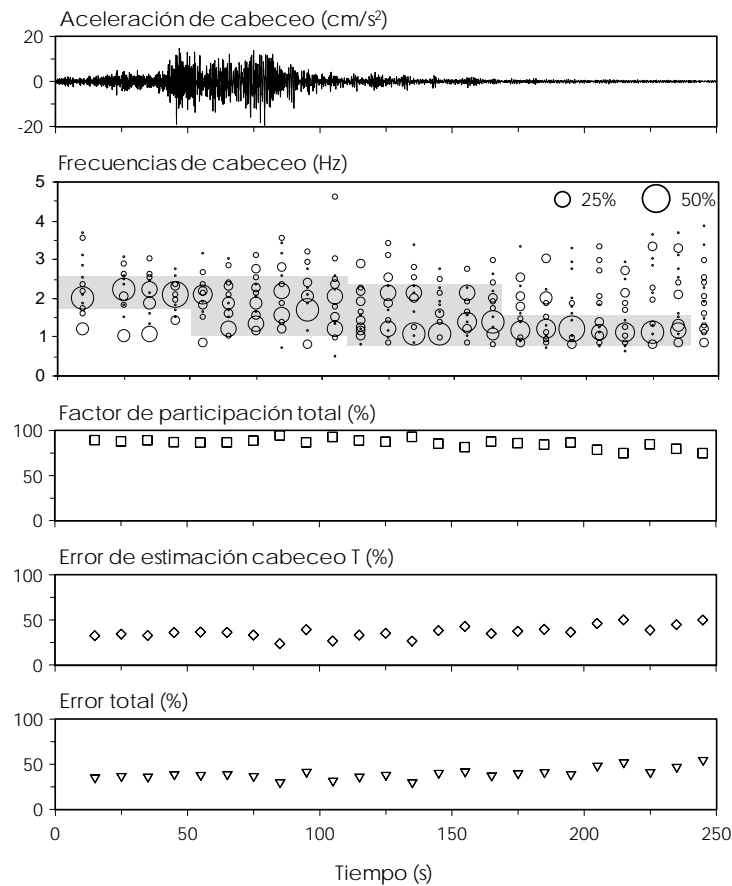 Aceleración de cabeceo (cm/s²)
20
0
-20
Frecuencias de cabeceo (Hz)
5
4
3
2
1
0
25%
50%
Factor de participación total (%)
100
50
0
Error de estimación cabeceo T (%)
100
50
0
Error total (%)
100
50
0
0 50 100 150 200 250
Tiempo (s)